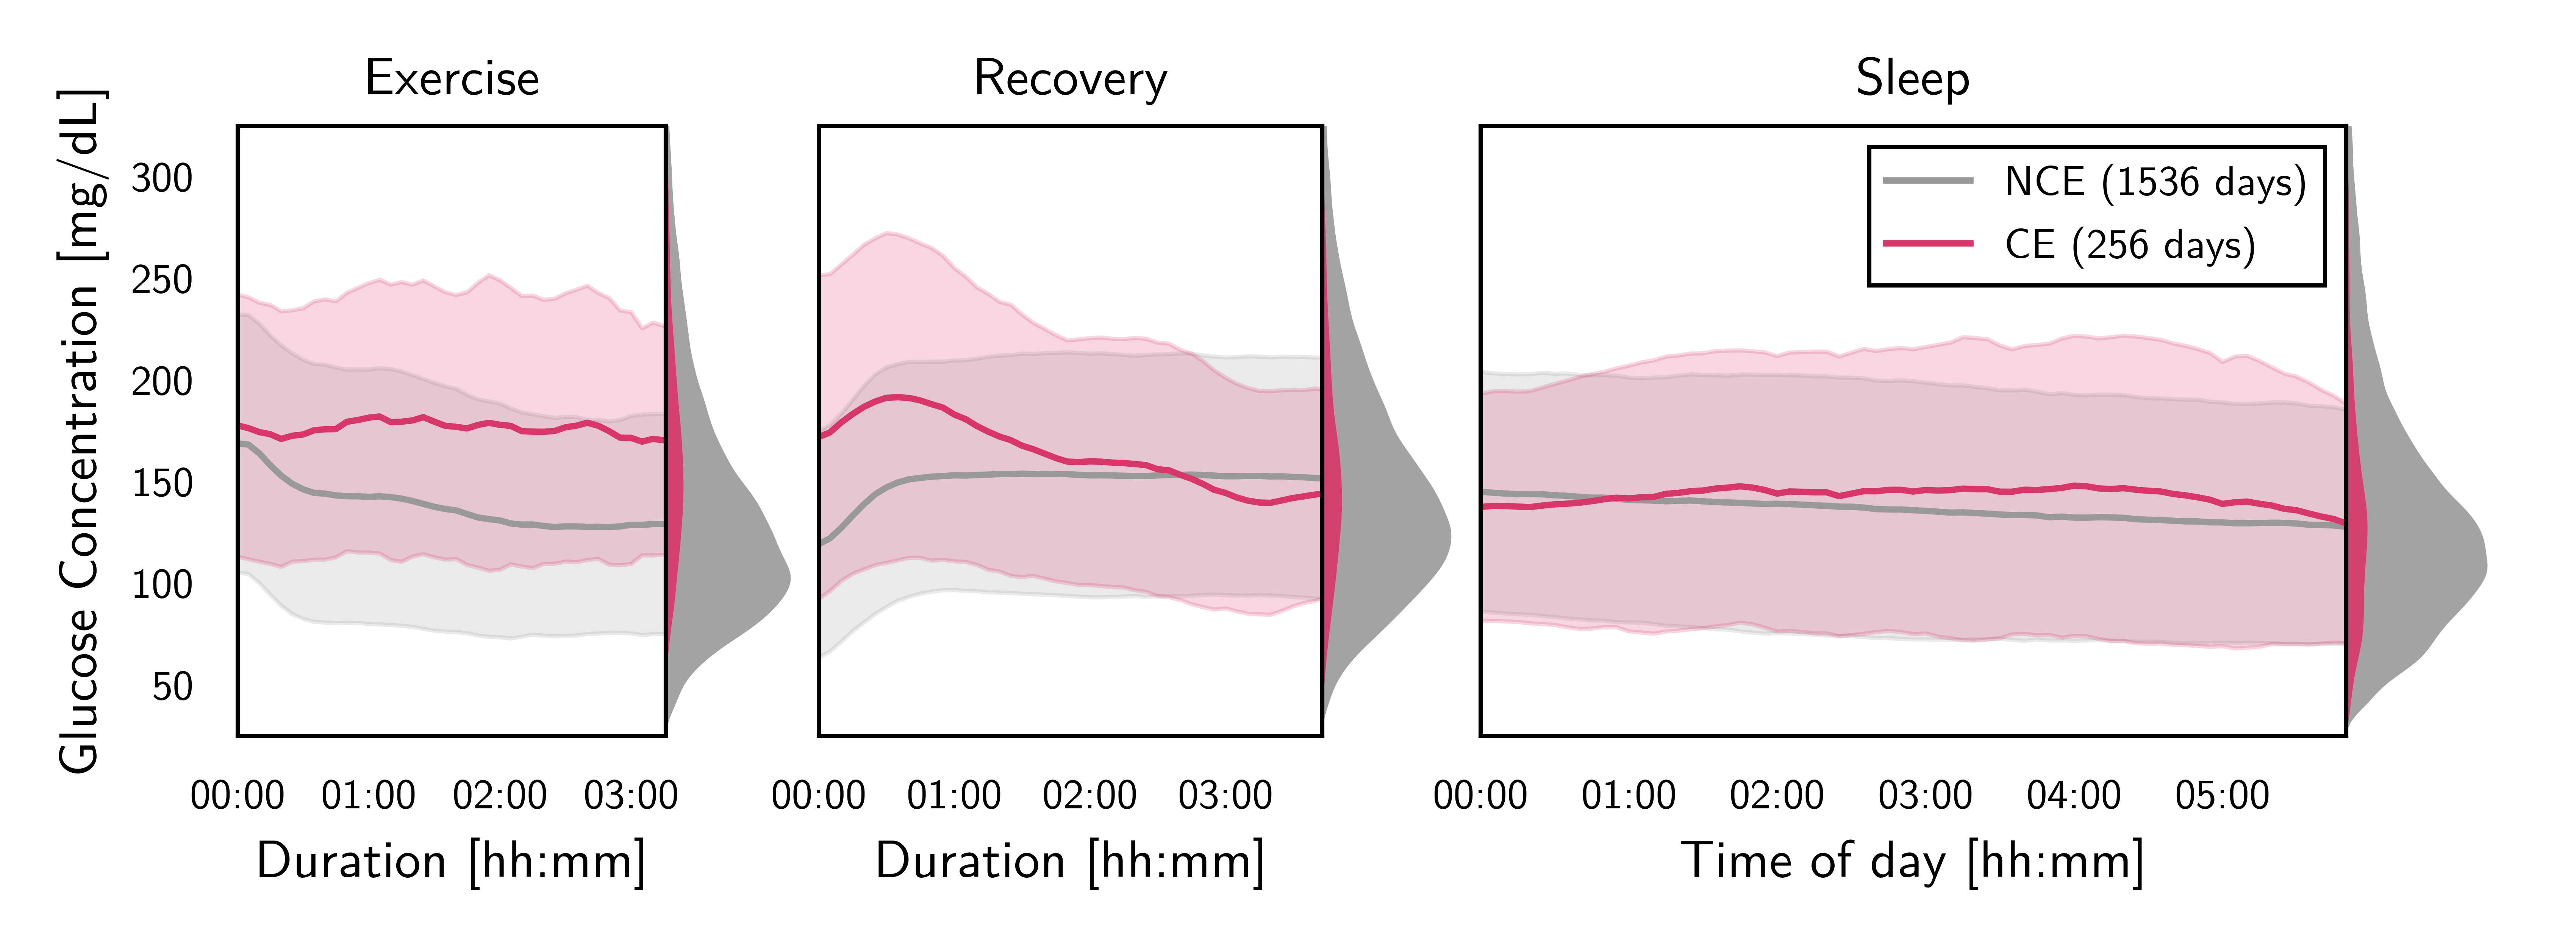 Exercise
Recovery
Sleep
Glucose Concentration [mg/dL]
300
250
200
150
100
50
NCE (1536 days)
CE (256 days)
00:00 01:00 02:00 03:00
00:00 01:00 02:00 03:00
00:00 01:00 02:00 03:00 04:00 05:00
Duration [hh:mm]
Duration [hh:mm]
Time of day [hh:mm]